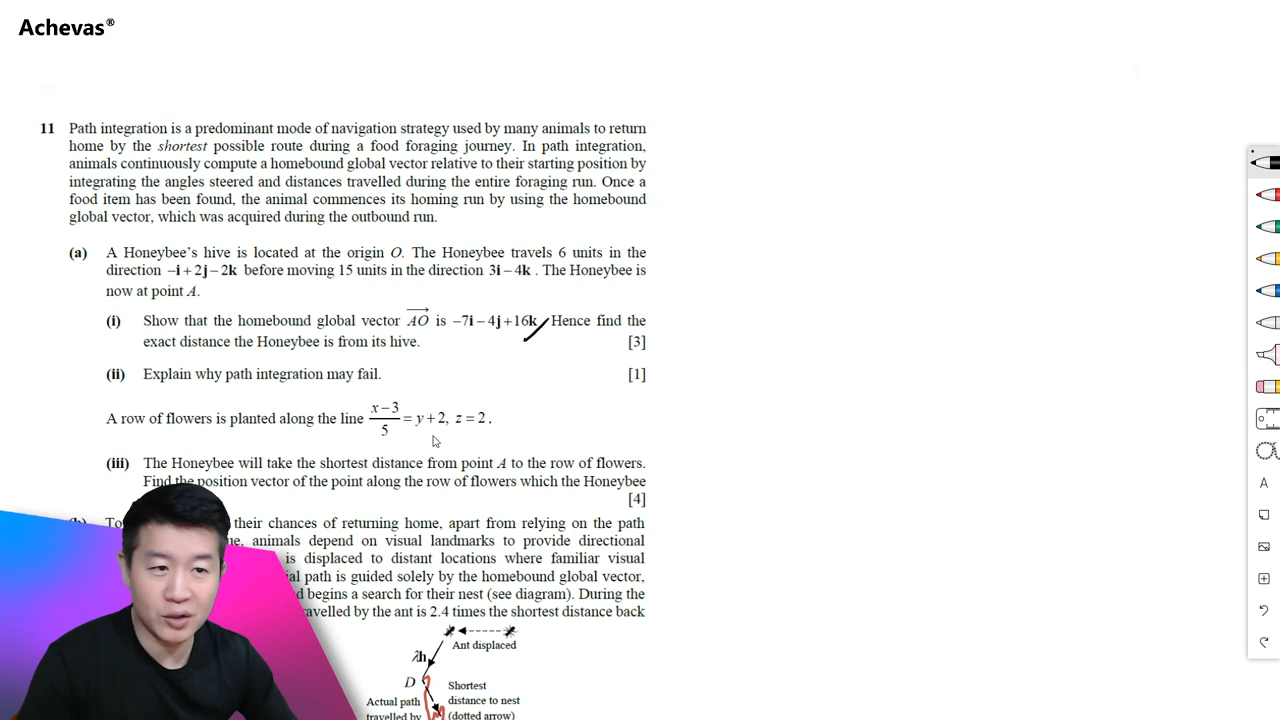 Achevas®
11 Path integration is a predominant mode of navigation strategy used by many animals to return
home by the shortest possible route during a food foraging journey. In path integration,
animals continuously compute a homebound global vector relative to their starting position by
integrating the angles steered and distances travelled during the entire foraging run. Once a
food item has been found, the animal commences its homing run by using the homebound
global vector, which was acquired during the outbound run.
(a) A Honeybee's hive is located at the origin O. The Honeybee travels 6 units in the
direction −i + 2j − 2k before moving 15 units in the direction 3i − 4k . The Honeybee is
now at point A.
(i) Show that the homebound global vector \overrightarrow{AO} is −7i − 4j + 16k Hence find the
exact distance the Honeybee is from its hive. [3]
(ii) Explain why path integration may fail. [1]
A row of flowers is planted along the line \frac{x−3}{5} = y + 2, z = 2 .
(iii) The Honeybee will take the shortest distance from point A to the row of flowers.
Find the position vector of the point along the row of flowers which the Honeybee
[4]
their chances of returning home, apart from relying on the path
animals depend on visual landmarks to provide directional
is displaced to distant locations where familiar visual
path is guided solely by the homebound global vector,
begins a search for their nest (see diagram). During the
travelled by the ant is 2.4 times the shortest distance back
Ant displaced
λh
D
Shortest
distance to nest
(dotted arrow)
Actual path
travelled by
A